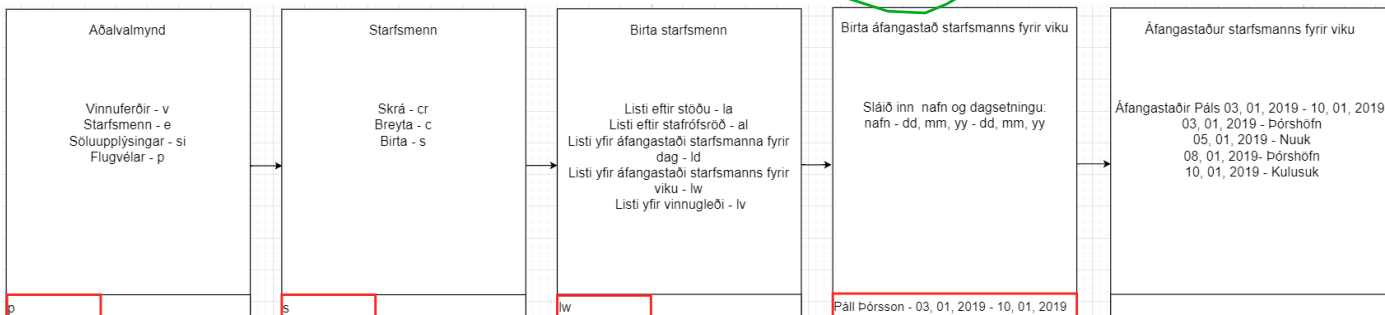 Aðalvalmynd
Vinnuferðir - v
Starfsmenn - e
Söluupplýsingar - si
Flugvélar - p
p
Starfsmenn
Skrá - cr
Breyta - c
Birta - s
s
Birta starfsmenn
Listi eftir stöðu - la
Listi eftir stafrófsröð - al
Listi yfir áfangastaði starfsmanna fyrir
dag - ld
Listi yfir áfangastaði starfsmanns fyrir
viku - lw
Listi yfir vinnugleði - lv
lw
Birta áfangastað starfsmanns fyrir viku
Sláið inn nafn og dagsetningu:
nafn - dd, mm, yy - dd, mm, yy
Páll Þórsson - 03, 01, 2019 - 10, 01, 2019
Áfangastaður starfsmanns fyrir viku
Áfangastaðir Páls 03, 01, 2019 - 10, 01, 2019
03, 01, 2019 - Þórshöfn
05, 01, 2019 - Nuuk
08, 01, 2019- Þórshöfn
10, 01, 2019 - Kulusuk